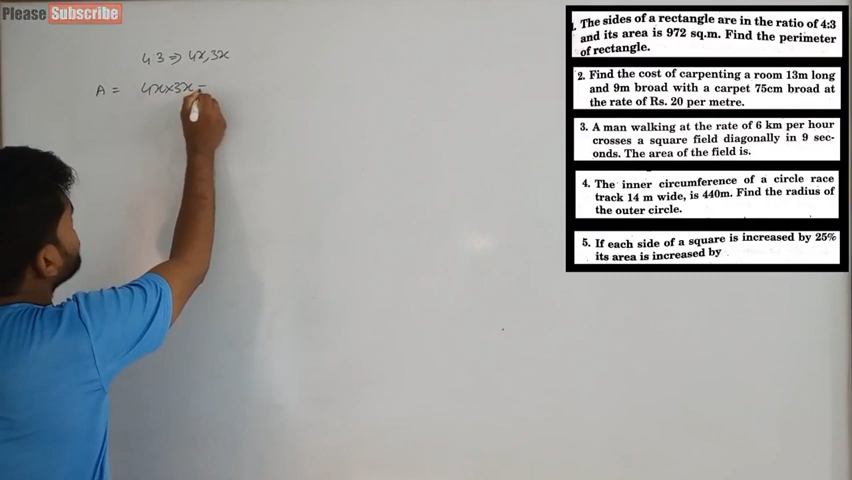 Please Subscribe
4 3 ⇒ 4x, 3x
A = 4x×3x =
1. The sides of a rectangle are in the ratio of 4:3
and its area is 972 sq.m. Find the perimeter
of rectangle.
2. Find the cost of carpenting a room 13m long
and 9m broad with a carpet 75cm broad at
the rate of Rs. 20 per metre.
3. A man walking at the rate of 6 km per hour
crosses a square field diagonally in 9 sec-
onds. The area of the field is.
4. The inner circumference of a circle race
track 14 m wide, is 440m. Find the radius of
the outer circle.
5. If each side of a square is increased by 25%
its area is increased by